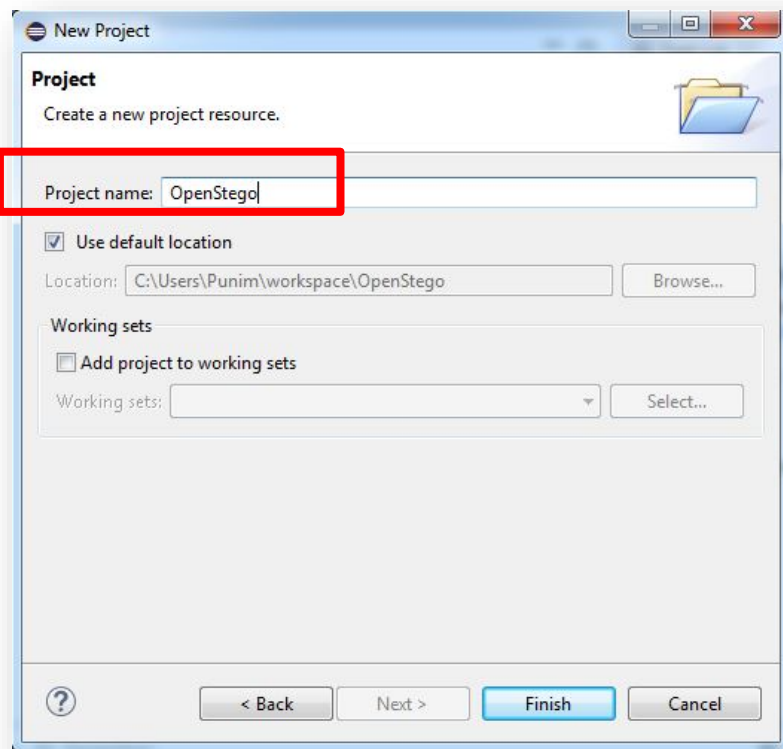 New Project
Project
Create a new project resource.
Project name: OpenStego
Use default location
Location: C:\Users\Punim\workspace\OpenStego Browse...
Working sets
Add project to working sets
Working sets: Select...
? < Back Next > Finish Cancel